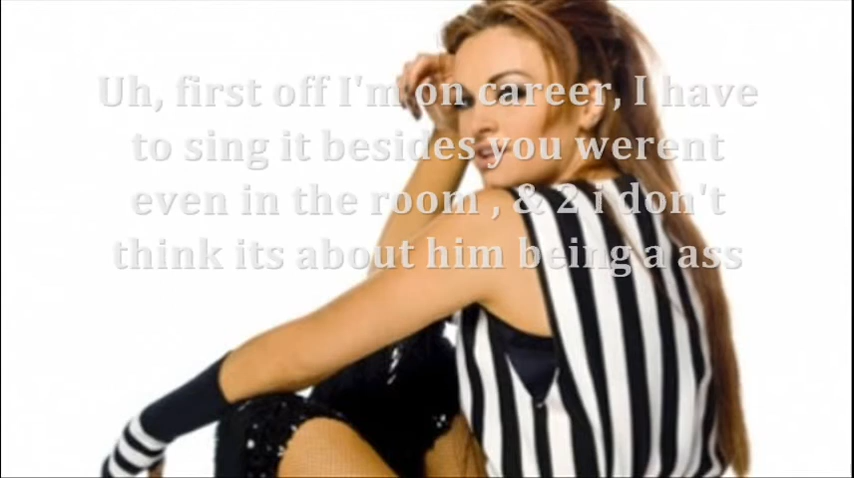 Uh, first off I'm on career, I have
to sing it besides you werent
even in the room , & 2 i don't
think its about him being a ass